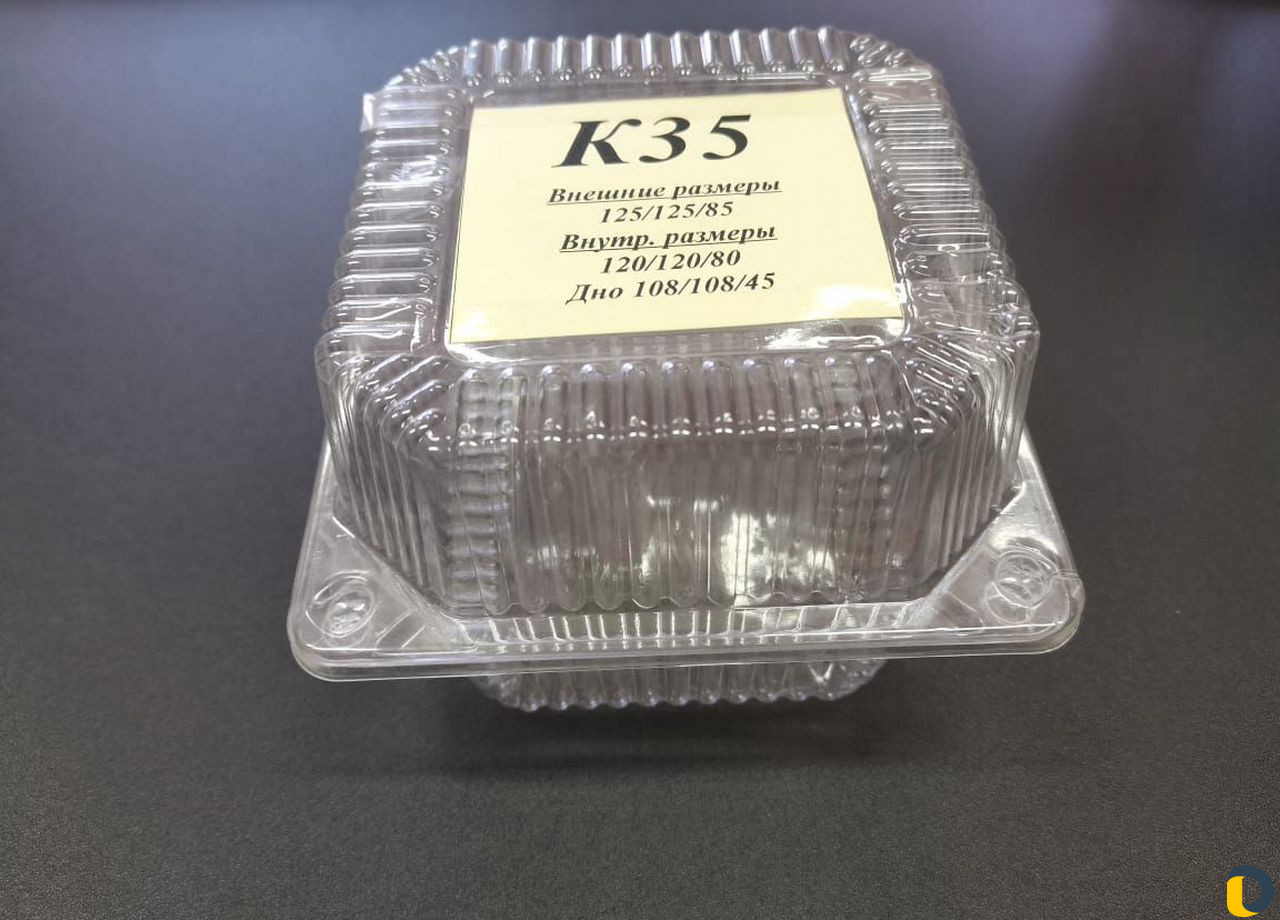 К35
Внешние размеры
125/125/85
Внутр. размеры
120/120/80
Дно 108/108/45